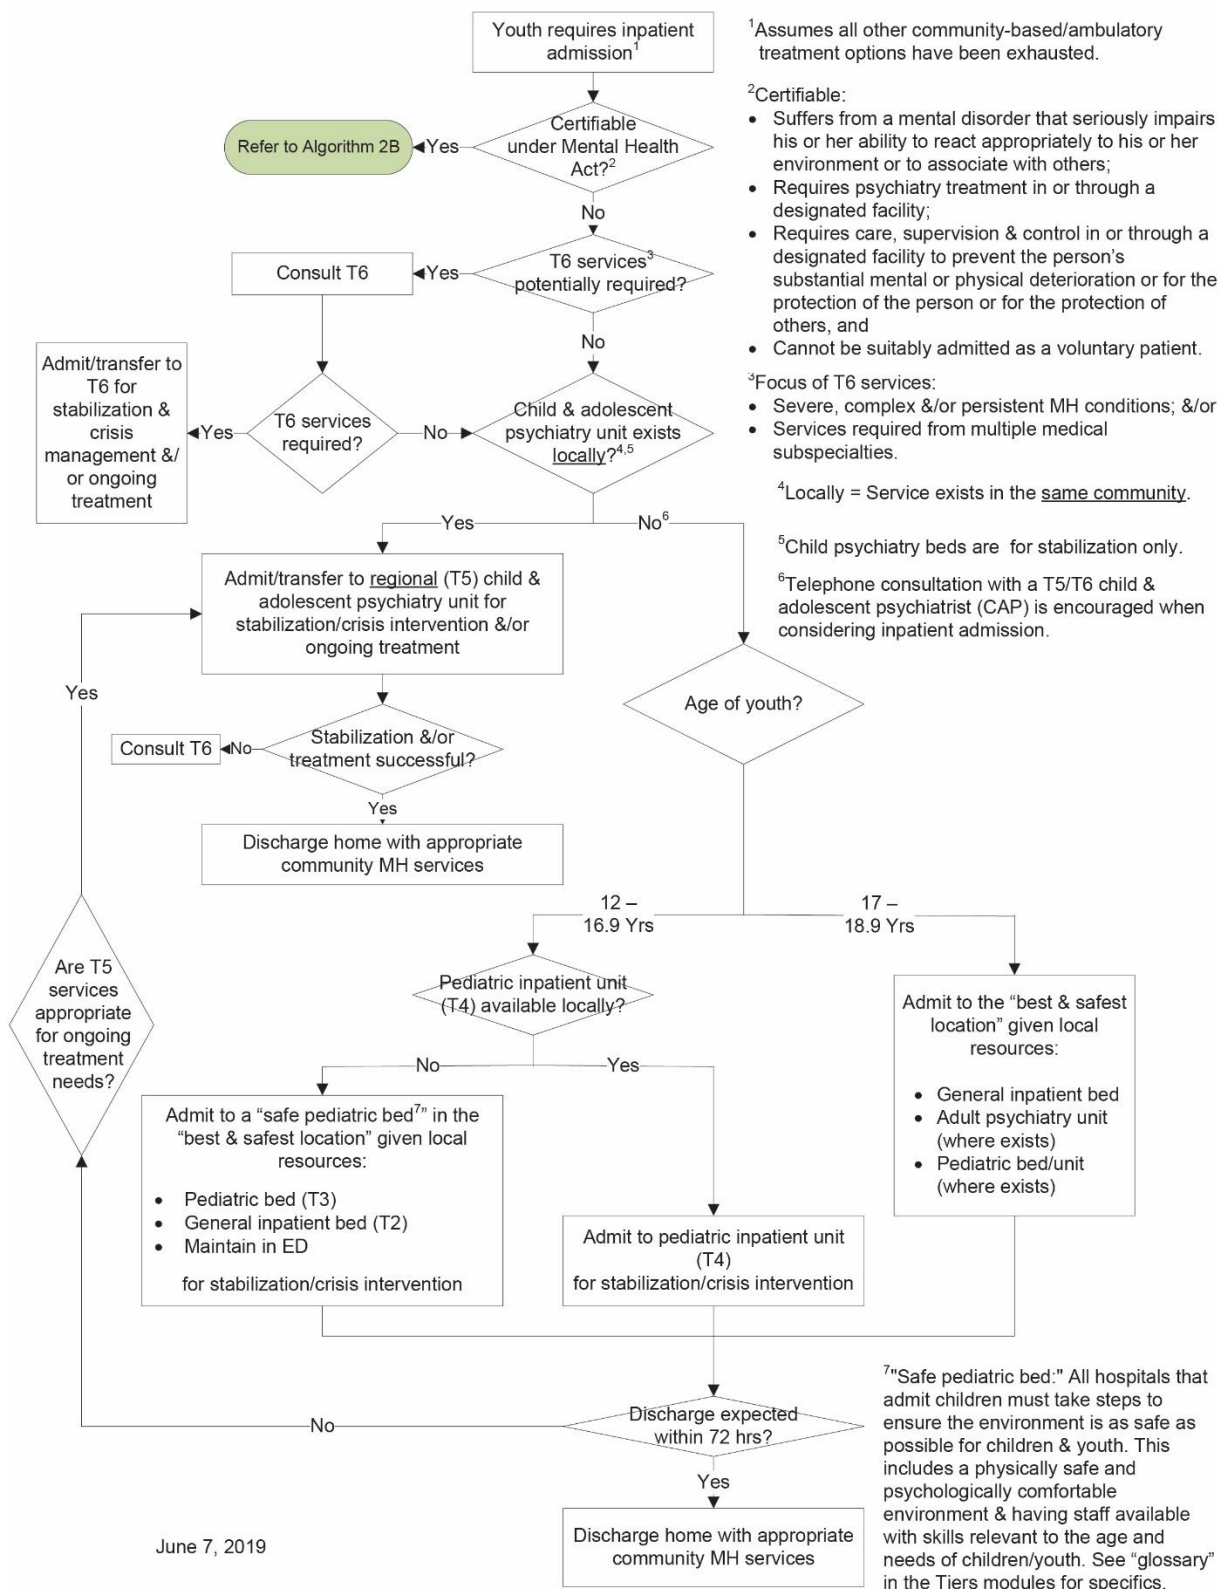 Youth requires inpatient
admission¹
Certifiable
under Mental Health
Act?²
Yes
Refer to Algorithm 2B
No
T6 services³
potentially required?
Yes
Consult T6
No
T6 services
required?
Yes
Admit/transfer to
T6 for
stabilization &
crisis
management &/
or ongoing
treatment
No
Child & adolescent
psychiatry unit exists
locally?⁴,⁵
Yes
No⁶
Admit/transfer to regional (T5) child &
adolescent psychiatry unit for
stabilization/crisis intervention &/or
ongoing treatment
Stabilization &/or
treatment successful?
No
Consult T6
Yes
Discharge home with appropriate
community MH services
Age of youth?
12 –
16.9 Yrs
17 –
18.9 Yrs
Pediatric inpatient unit
(T4) available locally?
No
Yes
Admit to a “safe pediatric bed⁷” in the
“best & safest location” given local
resources:
• Pediatric bed (T3)
• General inpatient bed (T2)
• Maintain in ED
for stabilization/crisis intervention
Admit to pediatric inpatient unit
(T4)
for stabilization/crisis intervention
Admit to the “best & safest
location” given local
resources:
• General inpatient bed
• Adult psychiatry unit
(where exists)
• Pediatric bed/unit
(where exists)
Discharge expected
within 72 hrs?
No
Are T5
services
appropriate
for ongoing
treatment
needs?
Yes
Yes
Discharge home with appropriate
community MH services
¹Assumes all other community-based/ambulatory
treatment options have been exhausted.
²Certifiable:
• Suffers from a mental disorder that seriously impairs
his or her ability to react appropriately to his or her
environment or to associate with others;
• Requires psychiatry treatment in or through a
designated facility;
• Requires care, supervision & control in or through a
designated facility to prevent the person’s
substantial mental or physical deterioration or for the
protection of the person or for the protection of
others, and
• Cannot be suitably admitted as a voluntary patient.
³Focus of T6 services:
• Severe, complex &/or persistent MH conditions; &/or
• Services required from multiple medical
subspecialties.
⁴Locally = Service exists in the same community.
⁵Child psychiatry beds are for stabilization only.
⁶Telephone consultation with a T5/T6 child &
adolescent psychiatrist (CAP) is encouraged when
considering inpatient admission.
⁷"Safe pediatric bed:" All hospitals that
admit children must take steps to
ensure the environment is as safe as
possible for children & youth. This
includes a physically safe and
psychologically comfortable
environment & having staff available
with skills relevant to the age and
needs of children/youth. See “glossary”
in the Tiers modules for specifics.
June 7, 2019